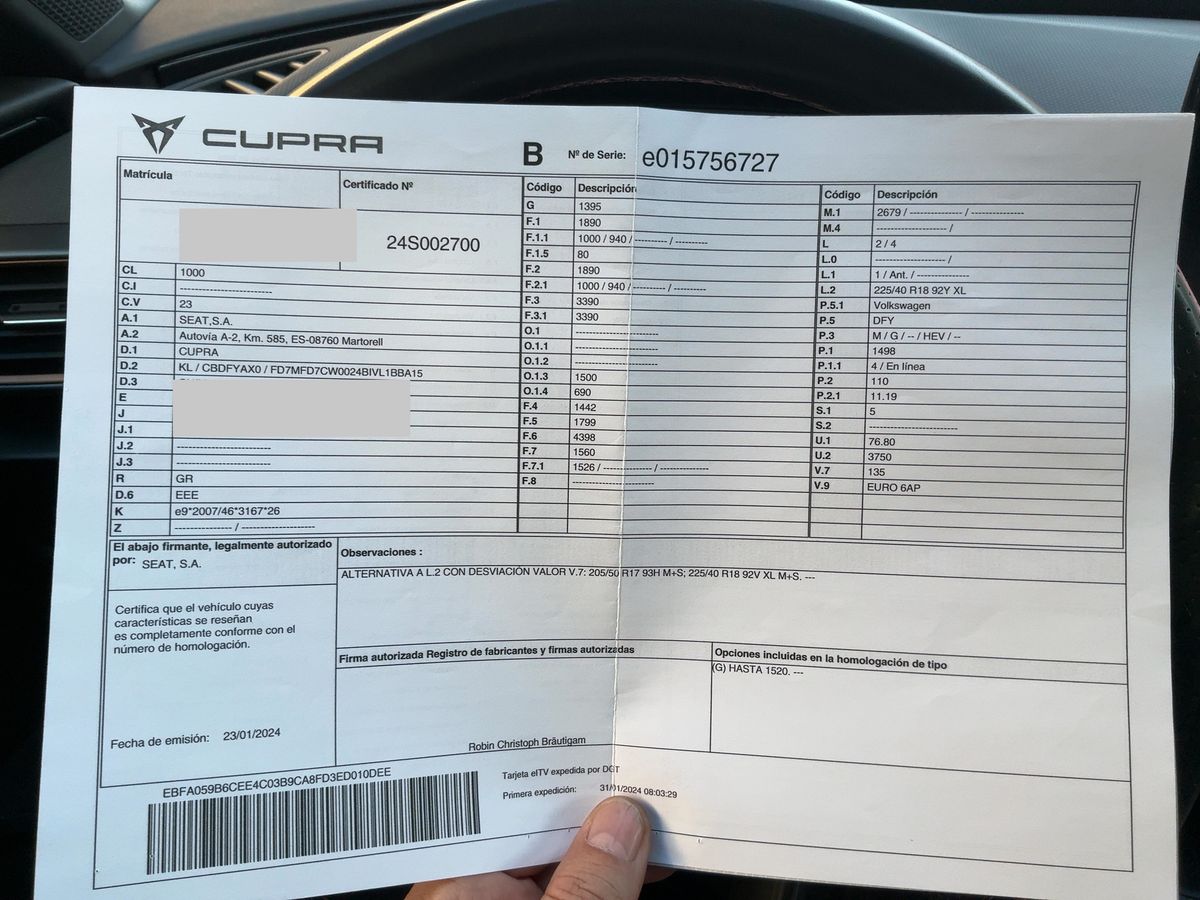 CUPRA
B Nº de Serie: e015756727
Matrícula
Certificado Nº
24S002700
CL 1000
C.I ----------------------
C.V 23
A.1 SEAT,S.A.
A.2 Autovía A-2, Km. 585, ES-08760 Martorell
D.1 CUPRA
D.2 KL / CBDFYAX0 / FD7MFD7CW0024BIVL1BBA15
D.3
E
J
J.1
J.2 ----------------------
J.3 ----------------------
R GR
D.6 EEE
K e9*2007/46*3167*26
Z -------------- / ------------------
Código Descripción
G 1395
F.1 1890
F.1.1 1000 / 940 / --------- / ---------
F.1.5 80
F.2 1890
F.2.1 1000 / 940 / --------- / ---------
F.3 3390
F.3.1 3390
O.1 ----------------------
O.1.1 ----------------------
O.1.2 ----------------------
O.1.3 1500
O.1.4 690
F.4 1442
F.5 1799
F.6 4398
F.7 1560
F.7.1 1526 / -------------- / --------------
F.8 ----------------------
Código Descripción
M.1 2679 / --------------- / ---------------
M.4 -------------------- /
L 2 / 4
L.0 -------------------- /
L.1 1 / Ant. / ---------------
L.2 225/40 R18 92Y XL
P.5.1 Volkswagen
P.5 DFY
P.3 M / G / -- / HEV / --
P.1 1498
P.1.1 4 / En línea
P.2 110
P.2.1 11.19
S.1 5
S.2 -------------------------
U.1 76.80
U.2 3750
V.7 135
V.9 EURO 6AP
El abajo firmante, legalmente autorizado
por: SEAT, S.A.
Certifica que el vehículo cuyas
características se reseñan
es completamente conforme con el
número de homologación.
Fecha de emisión: 23/01/2024
Observaciones :
ALTERNATIVA A L.2 CON DESVIACIÓN VALOR V.7: 205/50 R17 93H M+S; 225/40 R18 92V XL M+S. ---
Firma autorizada Registro de fabricantes y firmas autorizadas
Robin Christoph Bräutigam
Opciones incluidas en la homologación de tipo
(G) HASTA 1520. ---
EBFA059B6CEE4C03B9CA8FD3ED010DEE
Tarjeta eITV expedida por DGT
Primera expedición: 31/01/2024 08:03:29